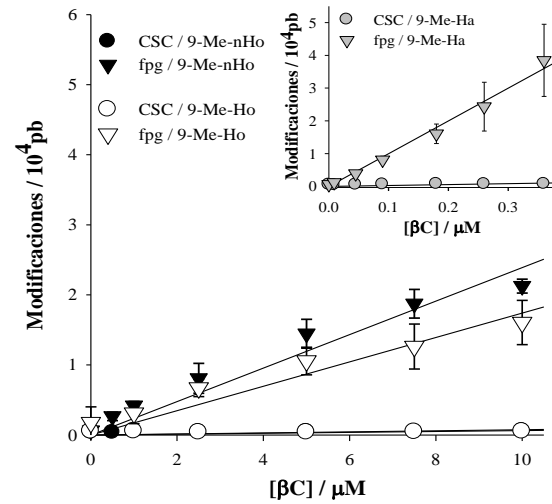 CSC / 9-Me-nHo
fpg / 9-Me-nHo
CSC / 9-Me-Ho
fpg / 9-Me-Ho
Modificaciones / 10⁴pb
6
5
4
3
2
1
0
0 2 4 6 8 10
[βC] / μM
CSC / 9-Me-Ha
fpg / 9-Me-Ha
Modificaciones / 10⁴pb
5
4
3
2
1
0
0.0 0.1 0.2 0.3
[βC] / μM